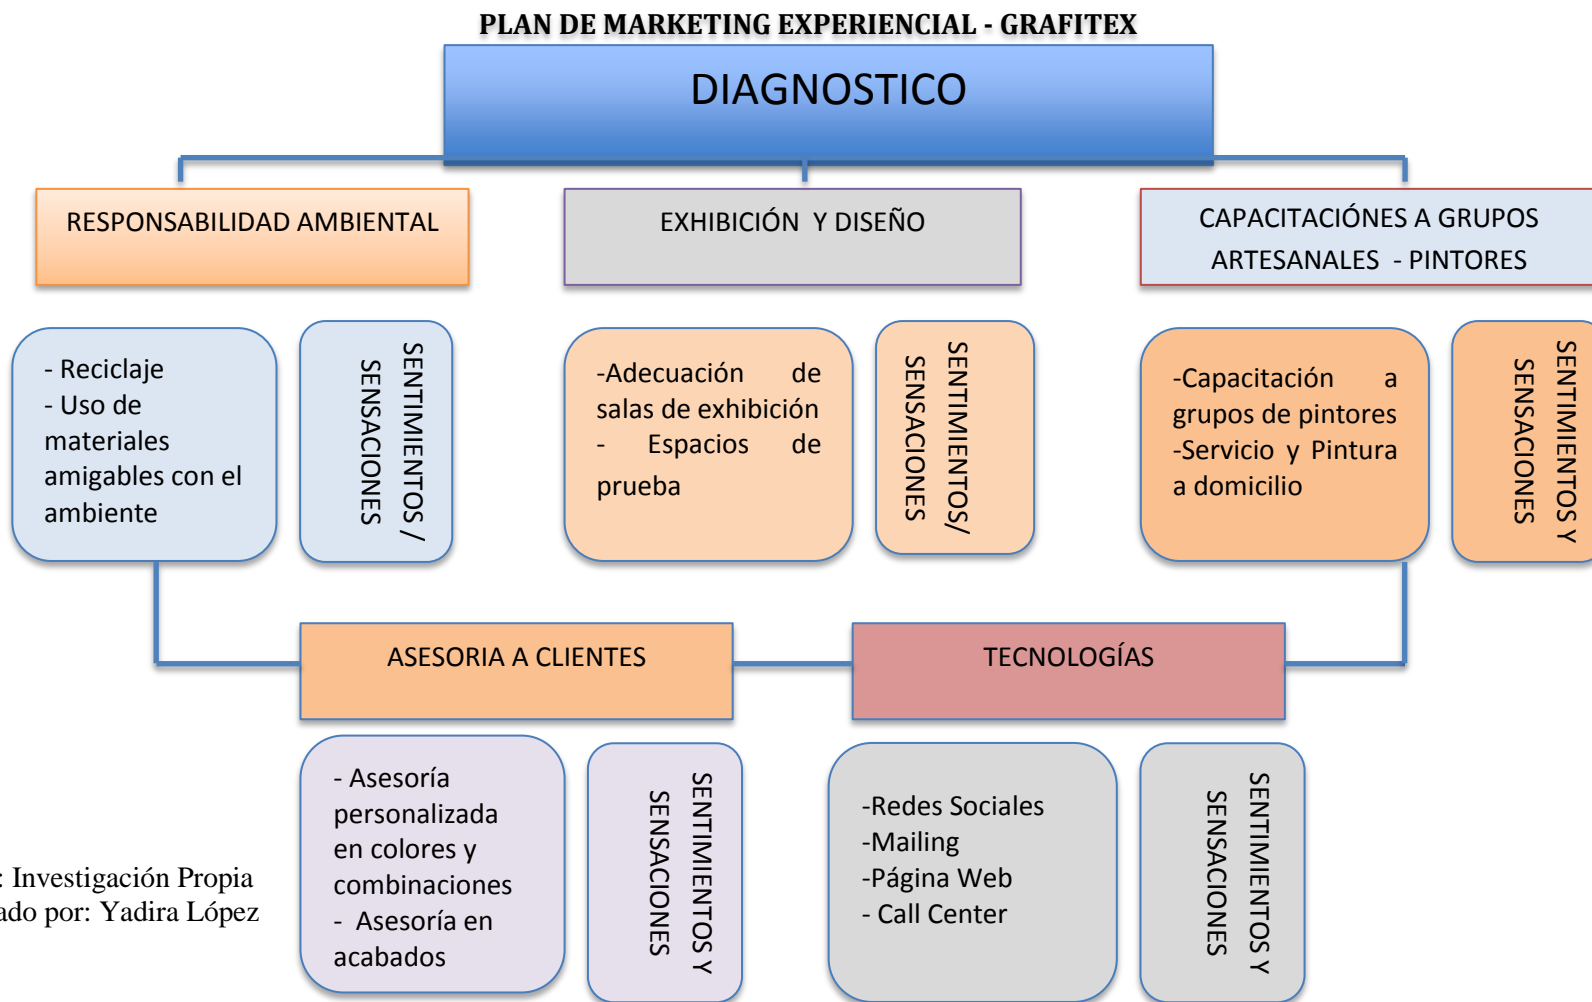 PLAN DE MARKETING EXPERIENCIAL - GRAFITEX
DIAGNOSTICO
RESPONSABILIDAD AMBIENTAL
EXHIBICIÓN Y DISEÑO
CAPACITACIÓNES A GRUPOS
ARTESANALES - PINTORES
- Reciclaje
- Uso de
materiales
amigables con el
ambiente
SENTIMIENTOS /
SENSACIONES
-Adecuación de
salas de exhibición
- Espacios de
prueba
SENTIMIENTOS/
SENSACIONES
-Capacitación a
grupos de pintores
-Servicio y Pintura
a domicilio
SENTIMIENTOS Y
SENSACIONES
ASESORIA A CLIENTES
TECNOLOGÍAS
- Asesoría
personalizada
en colores y
combinaciones
- Asesoría en
acabados
SENTIMIENTOS Y
SENSACIONES
-Redes Sociales
-Mailing
-Página Web
- Call Center
SENTIMIENTOS Y
SENSACIONES
: Investigación Propia
ado por: Yadira López